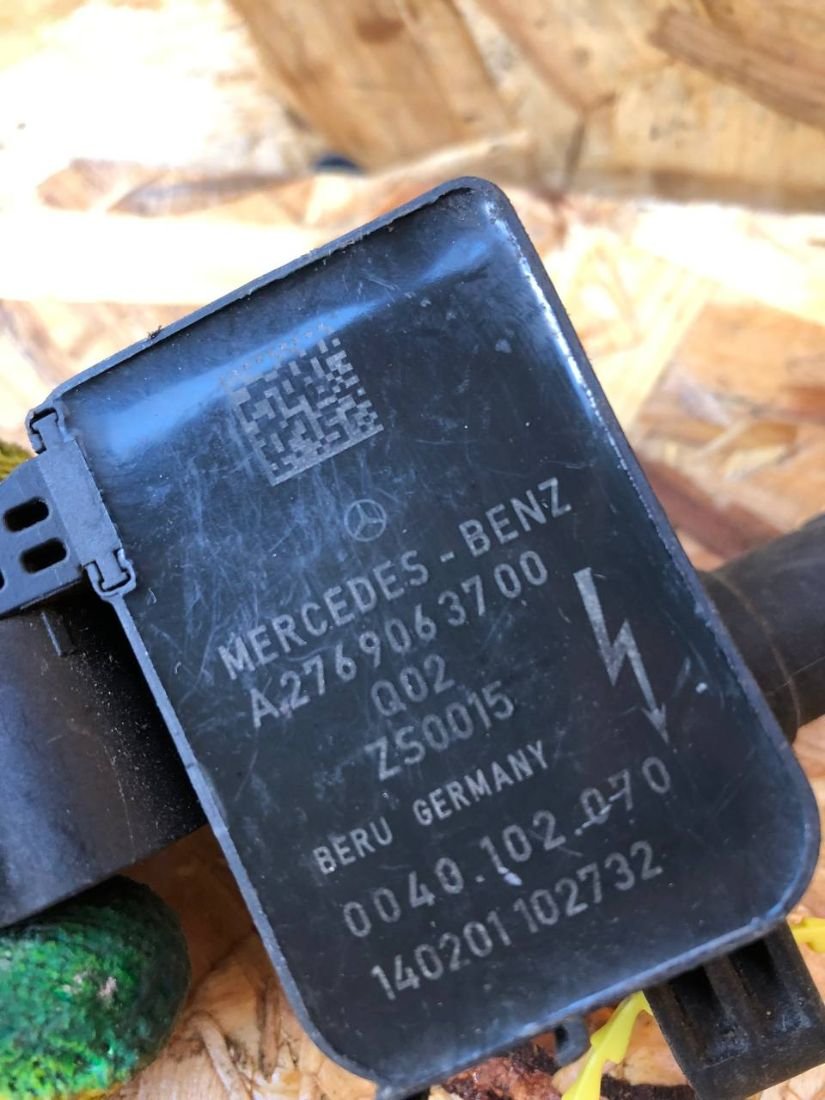 MERCEDES-BENZ
A2769063700
Q02
ZS0015
BERU GERMANY
0040.102.070
140201102732